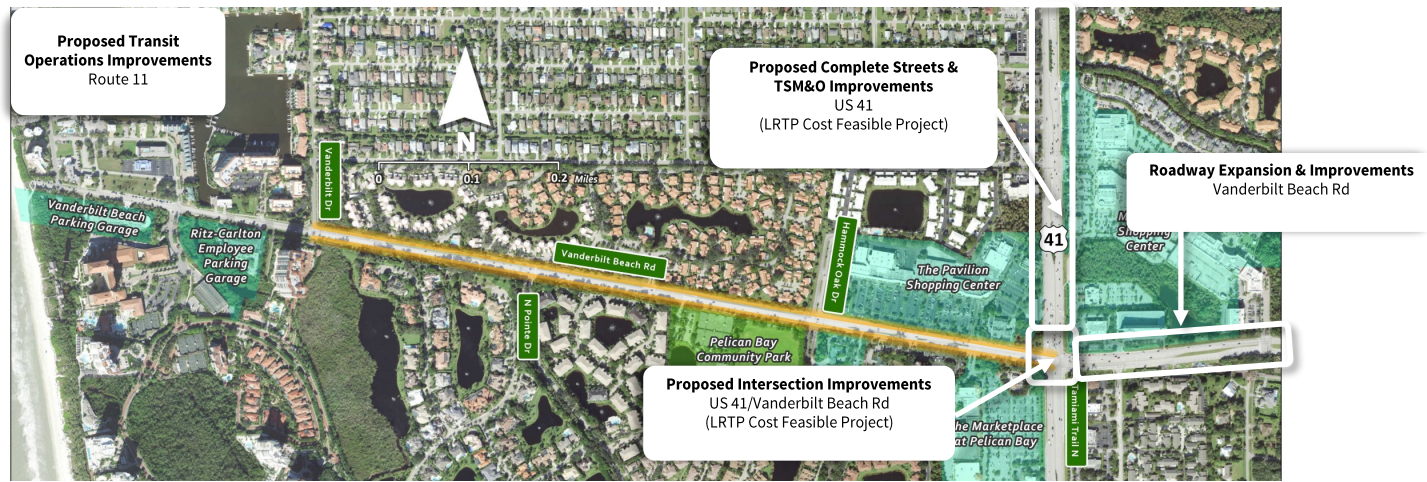 Proposed Transit
Operations Improvements
Route 11
Proposed Complete Streets &
TSM&O Improvements
US 41
(LRTP Cost Feasible Project)
Roadway Expansion & Improvements
Vanderbilt Beach Rd
N
0 0.1 0.2 Miles
Vanderbilt Dr
Vanderbilt Beach
Parking Garage
Ritz-Carlton
Employee
Parking
Garage
Vanderbilt Beach Rd
Hammock Oak Dr
The Pavilion
Shopping Center
41
Shopping
Center
N Pointe Dr
Pelican Bay
Community Park
Proposed Intersection Improvements
US 41/Vanderbilt Beach Rd
(LRTP Cost Feasible Project)
he Marketplace
at Pelican Bay
Tamiami Trail N